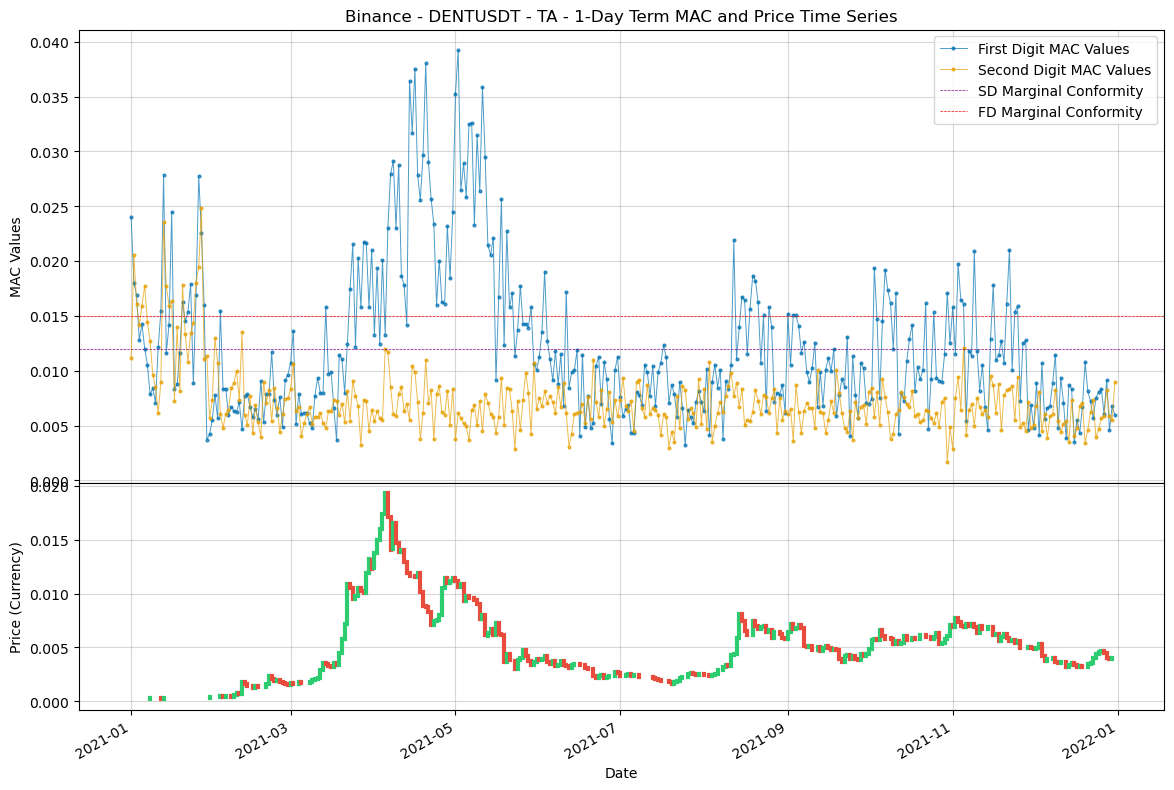 Binance - DENTUSDT - TA - 1-Day Term MAC and Price Time Series
First Digit MAC Values
Second Digit MAC Values
SD Marginal Conformity
FD Marginal Conformity
MAC Values
0.040
0.035
0.030
0.025
0.020
0.015
0.010
0.005
0.000
Price (Currency)
0.020
0.015
0.010
0.005
0.000
2021-01
2021-03
2021-05
2021-07
2021-09
2021-11
2022-01
Date